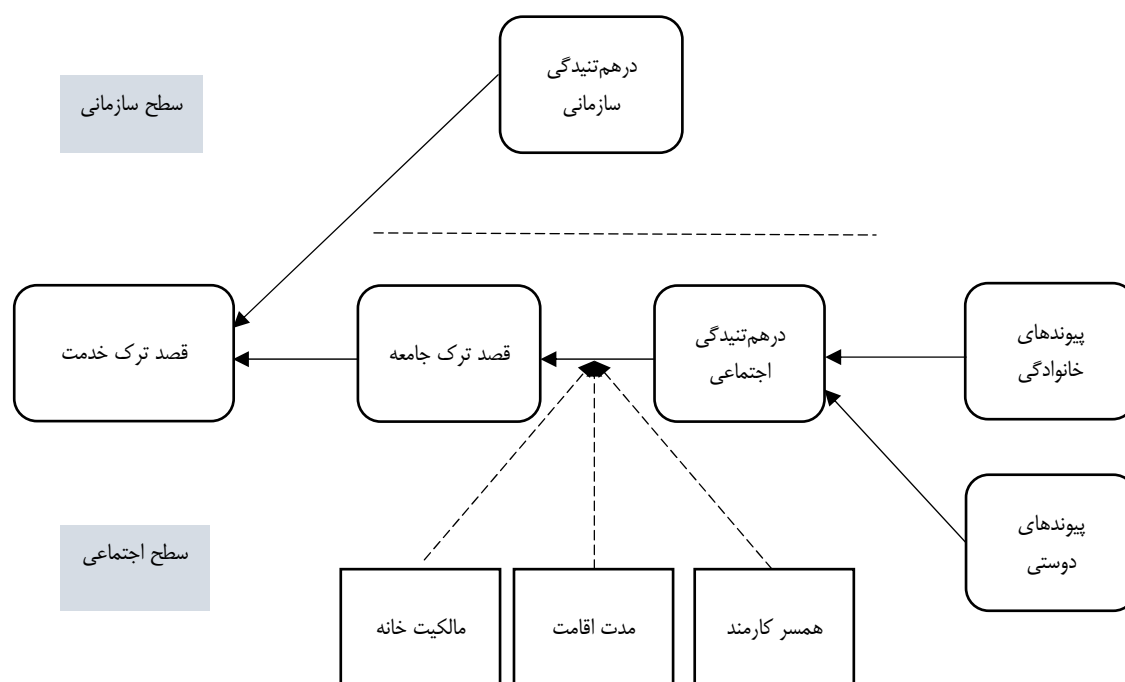 درهم‌تنیدگی
سازمانی
سطح سازمانی
پیوندهای
خانوادگی
درهم‌تنیدگی
اجتماعی
قصد ترک جامعه
قصد ترک خدمت
پیوندهای
دوستی
سطح اجتماعی
همسر کارمند
مدت اقامت
مالکیت خانه